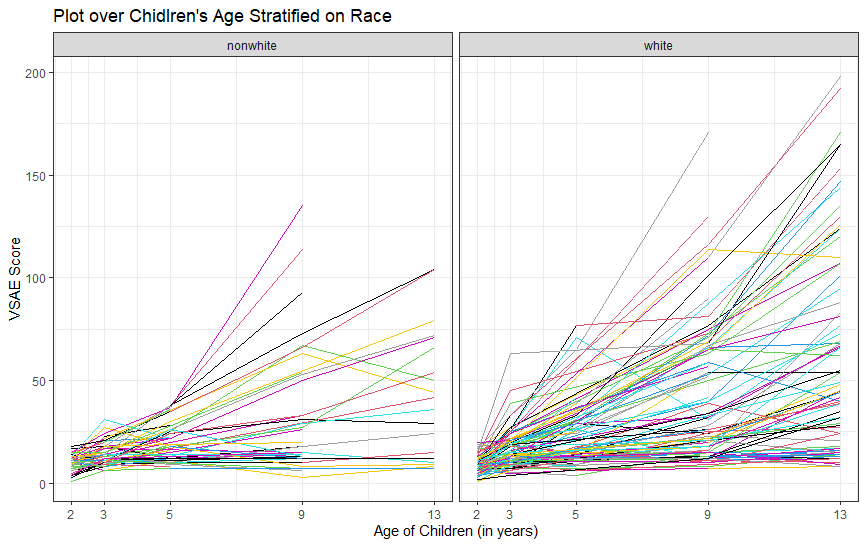 Plot over Chidlren's Age Stratified on Race
nonwhite
white
VSAE Score
200
150
100
50
0
2 3 5 9 13
2 3 5 9 13
Age of Children (in years)